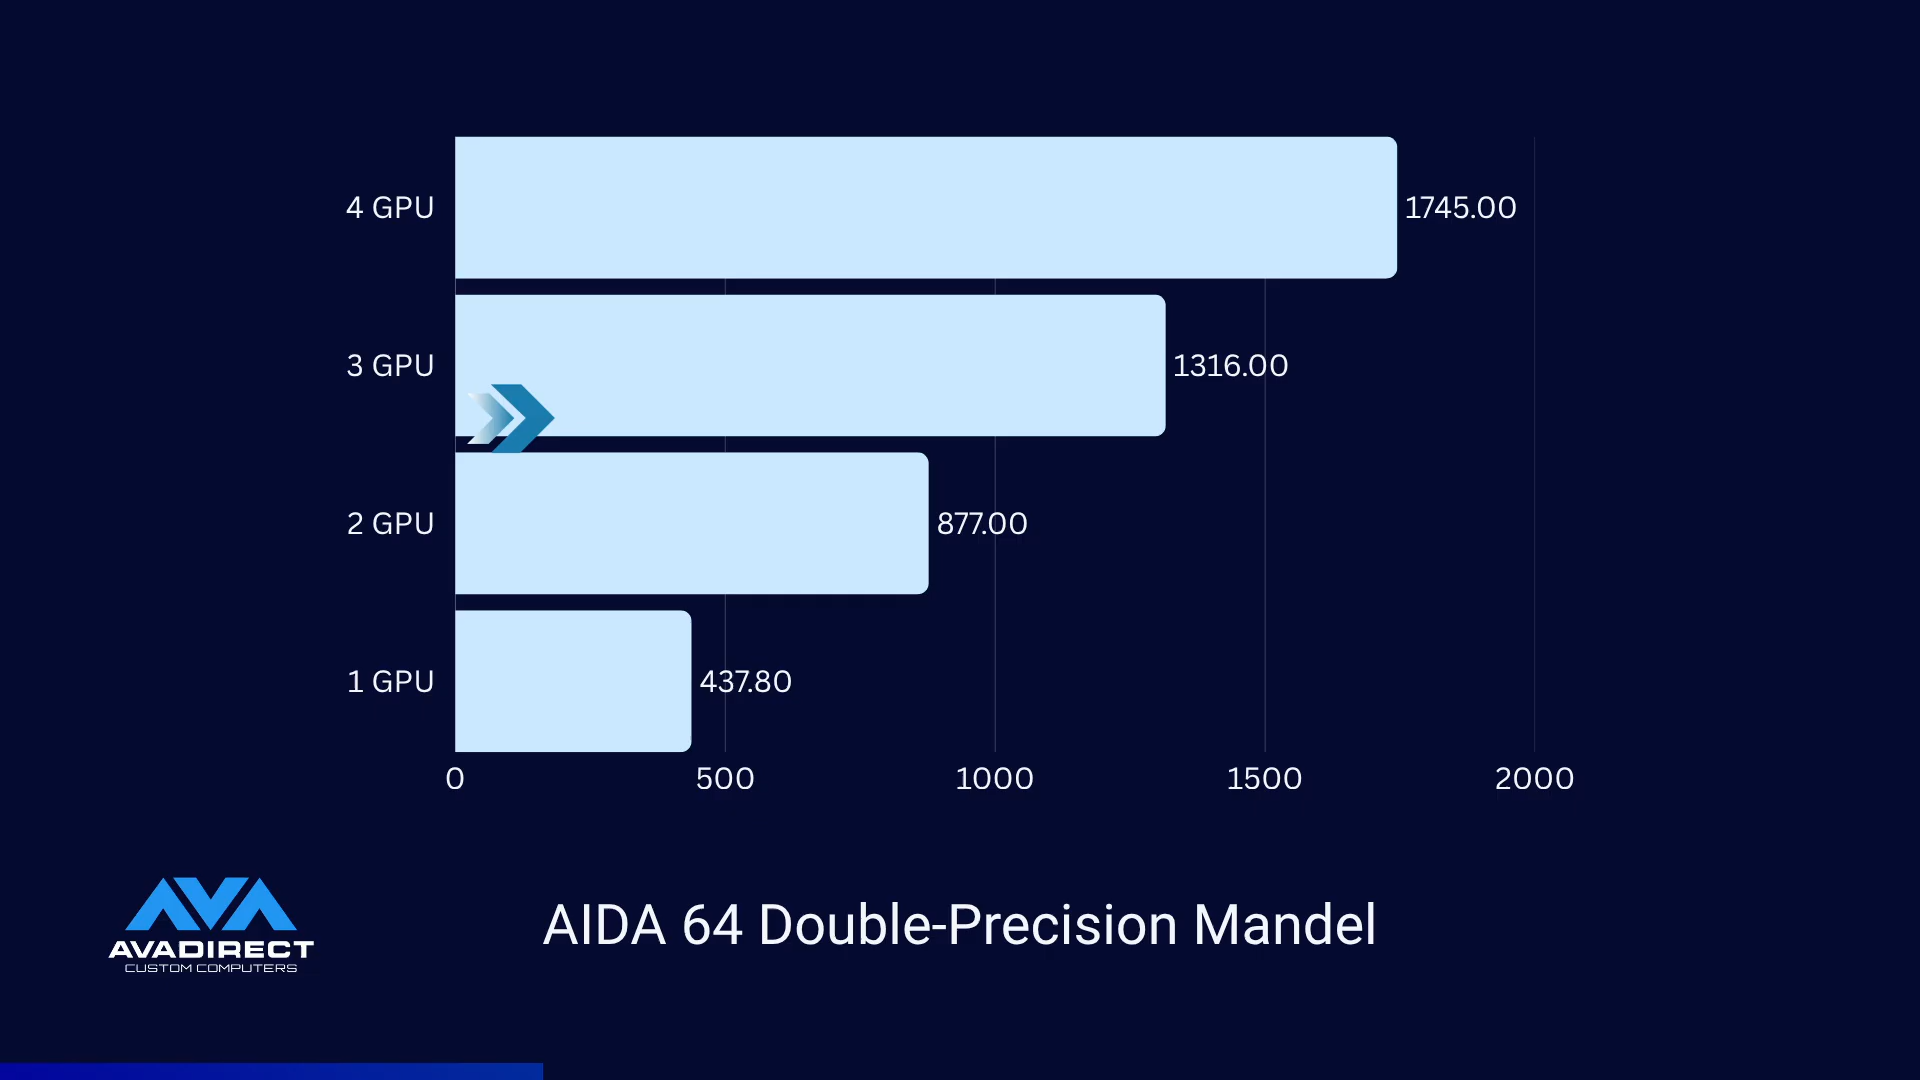 4 GPU 1745.00
3 GPU 1316.00
2 GPU 877.00
1 GPU 437.80
0 500 1000 1500 2000
AIDA 64 Double-Precision Mandel
AVADIRECT
CUSTOM COMPUTERS